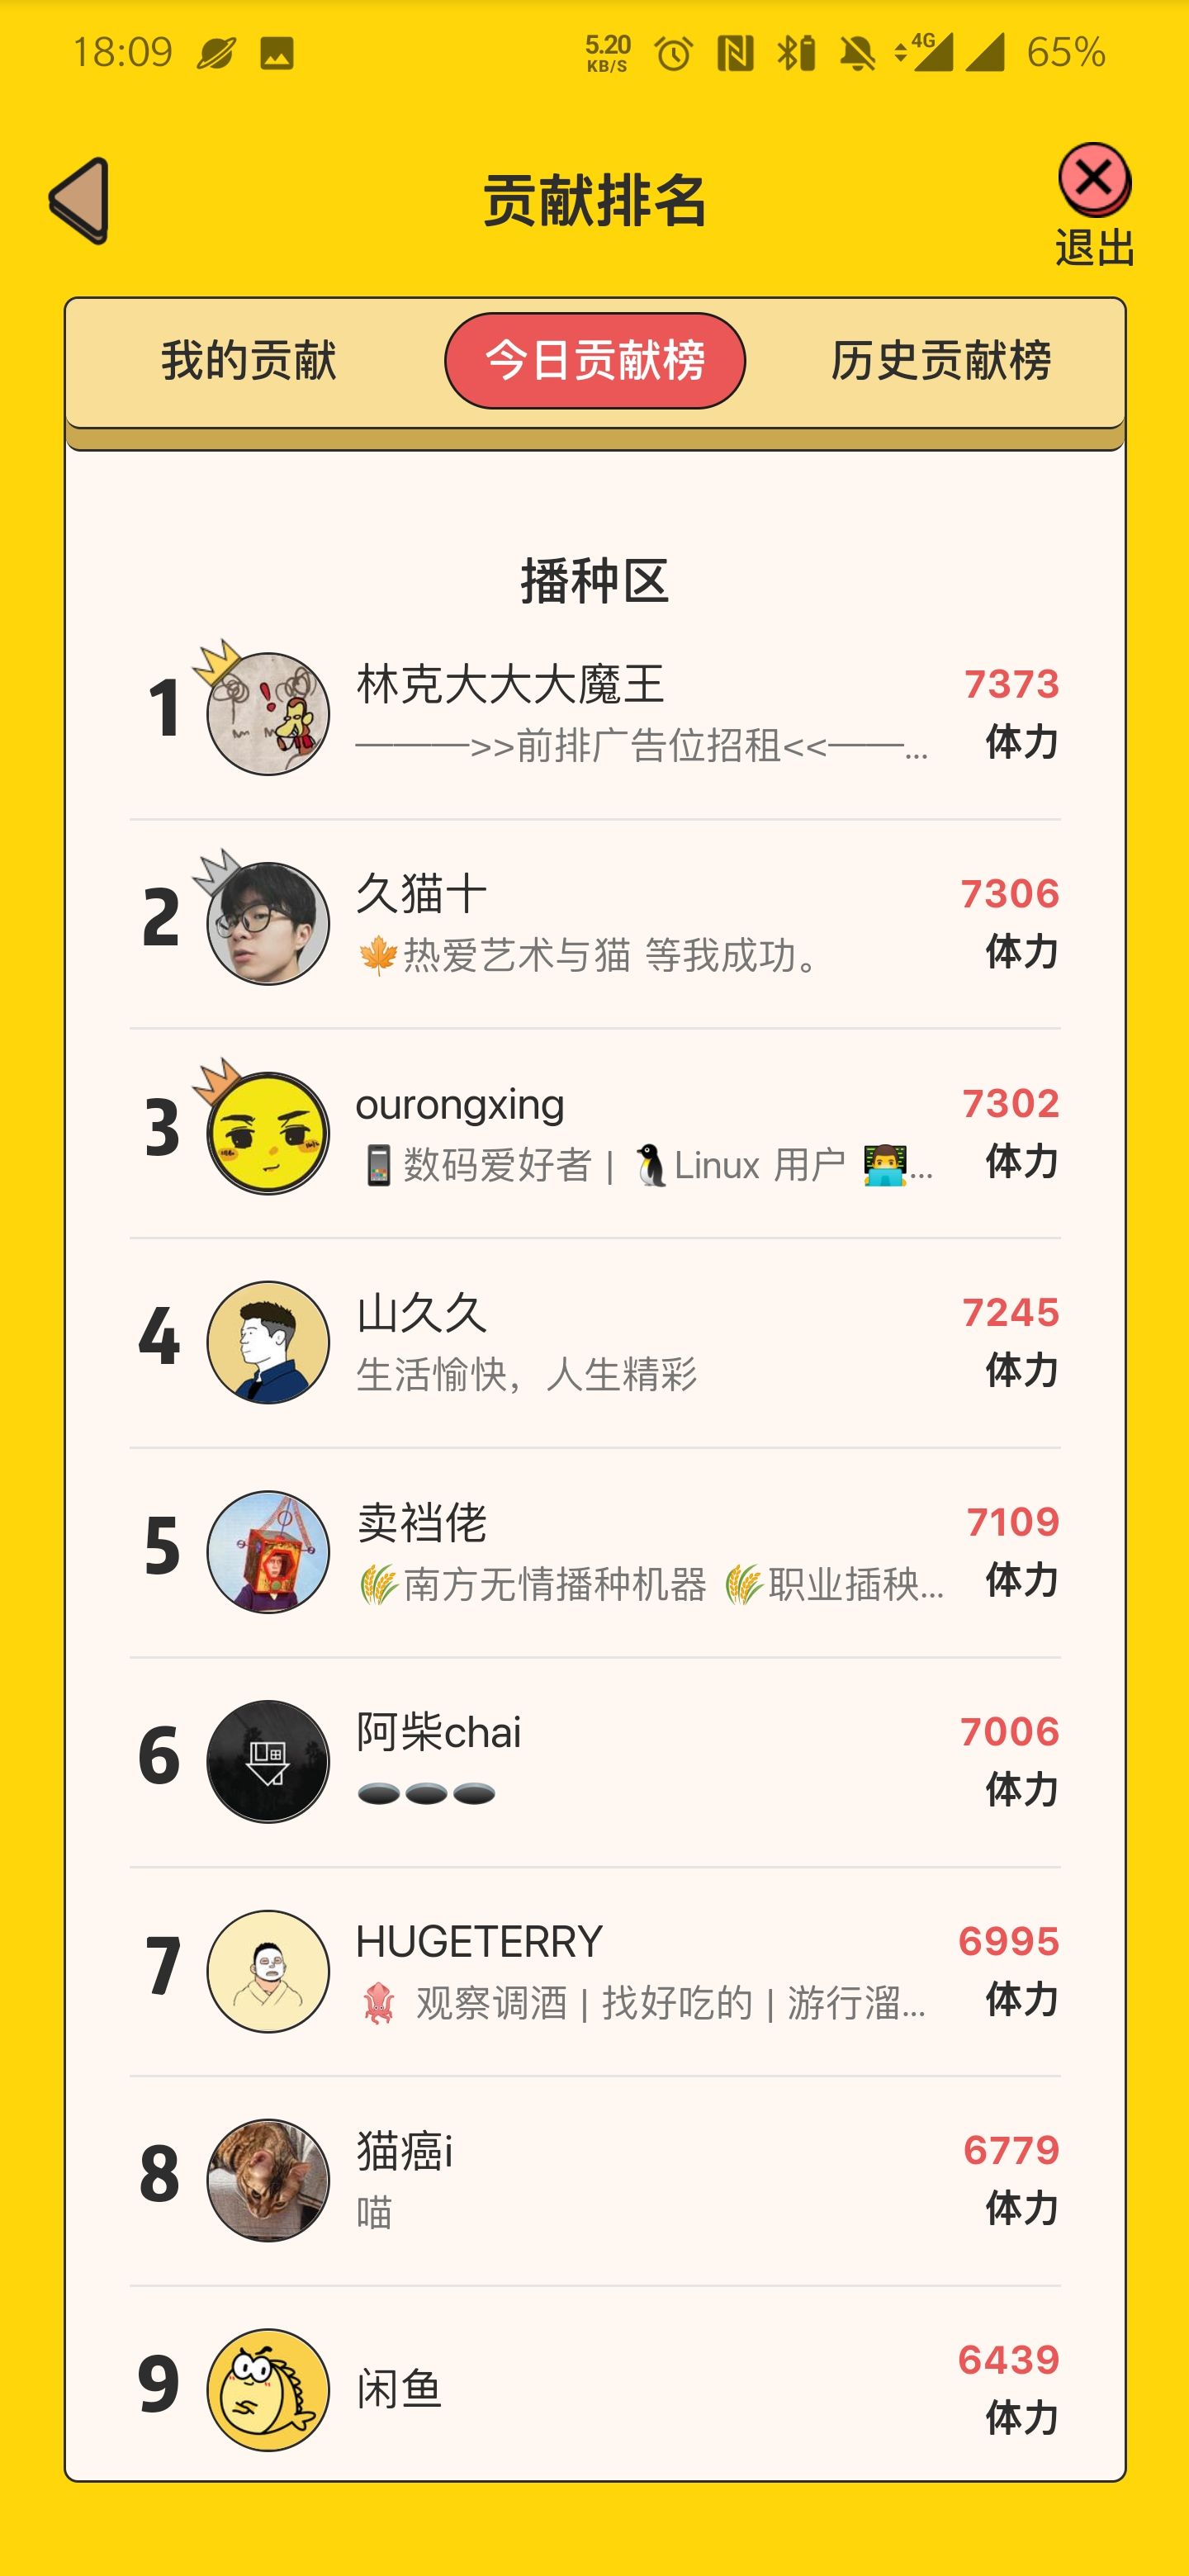 18:09
5.20
KB/S
4G
65%
贡献排名
退出
我的贡献
今日贡献榜
历史贡献榜
播种区
1
林克大大大魔王
———>>前排广告位招租<<——...
7373
体力
2
久猫十
🍁热爱艺术与猫 等我成功。
7306
体力
3
ourongxing
📱数码爱好者 | 🐧Linux 用户 👨‍💻...
7302
体力
4
山久久
生活愉快，人生精彩
7245
体力
5
卖裆佬
🌾南方无情播种机器 🌾职业插秧...
7109
体力
6
阿柴chai
🕳🕳🕳
7006
体力
7
HUGETERRY
🦑 观察调酒 | 找好吃的 | 游行溜...
6995
体力
8
猫癌i
喵
6779
体力
9
闲鱼
6439
体力